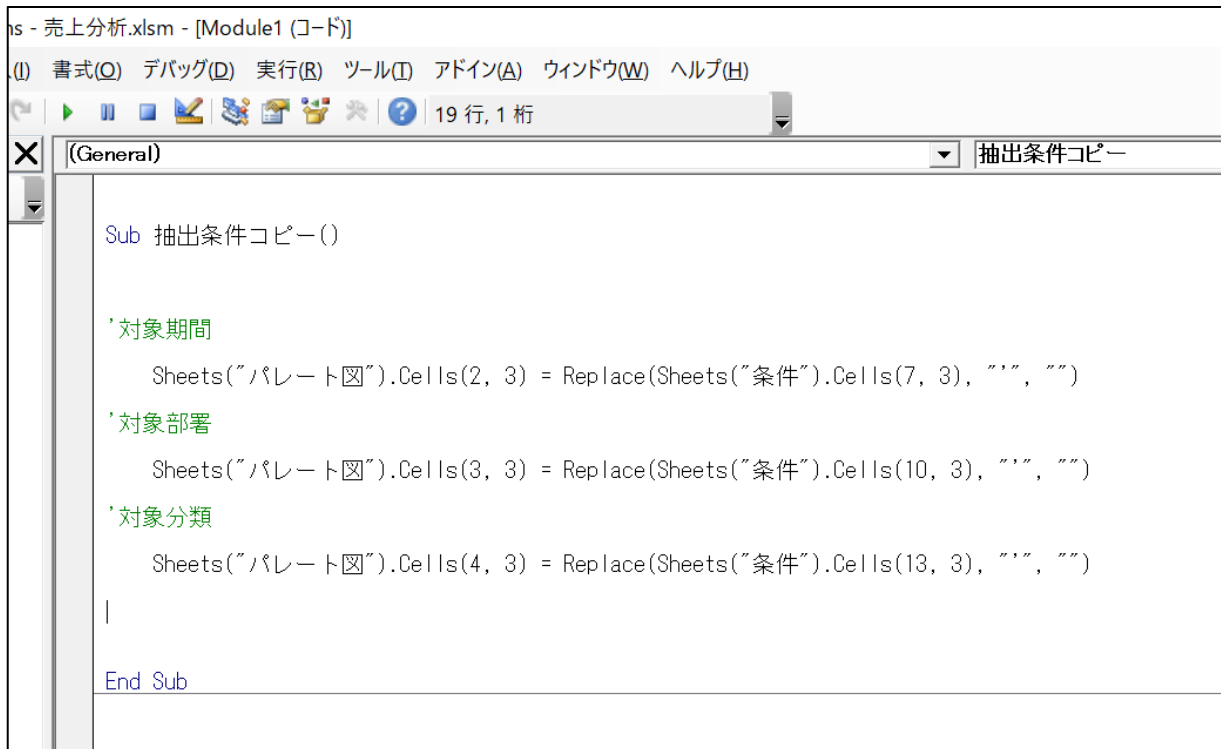 ns - 売上分析.xlsm - [Module1 (コード)]
(I) 書式(O) デバッグ(D) 実行(R) ツール(T) アドイン(A) ウィンドウ(W) ヘルプ(H)
19 行, 1 桁
(General) 抽出条件コピー
Sub 抽出条件コピー()
'対象期間
Sheets("パレート図").Cells(2, 3) = Replace(Sheets("条件").Cells(7, 3), "'", "")
'対象部署
Sheets("パレート図").Cells(3, 3) = Replace(Sheets("条件").Cells(10, 3), "'", "")
'対象分類
Sheets("パレート図").Cells(4, 3) = Replace(Sheets("条件").Cells(13, 3), "'", "")
End Sub